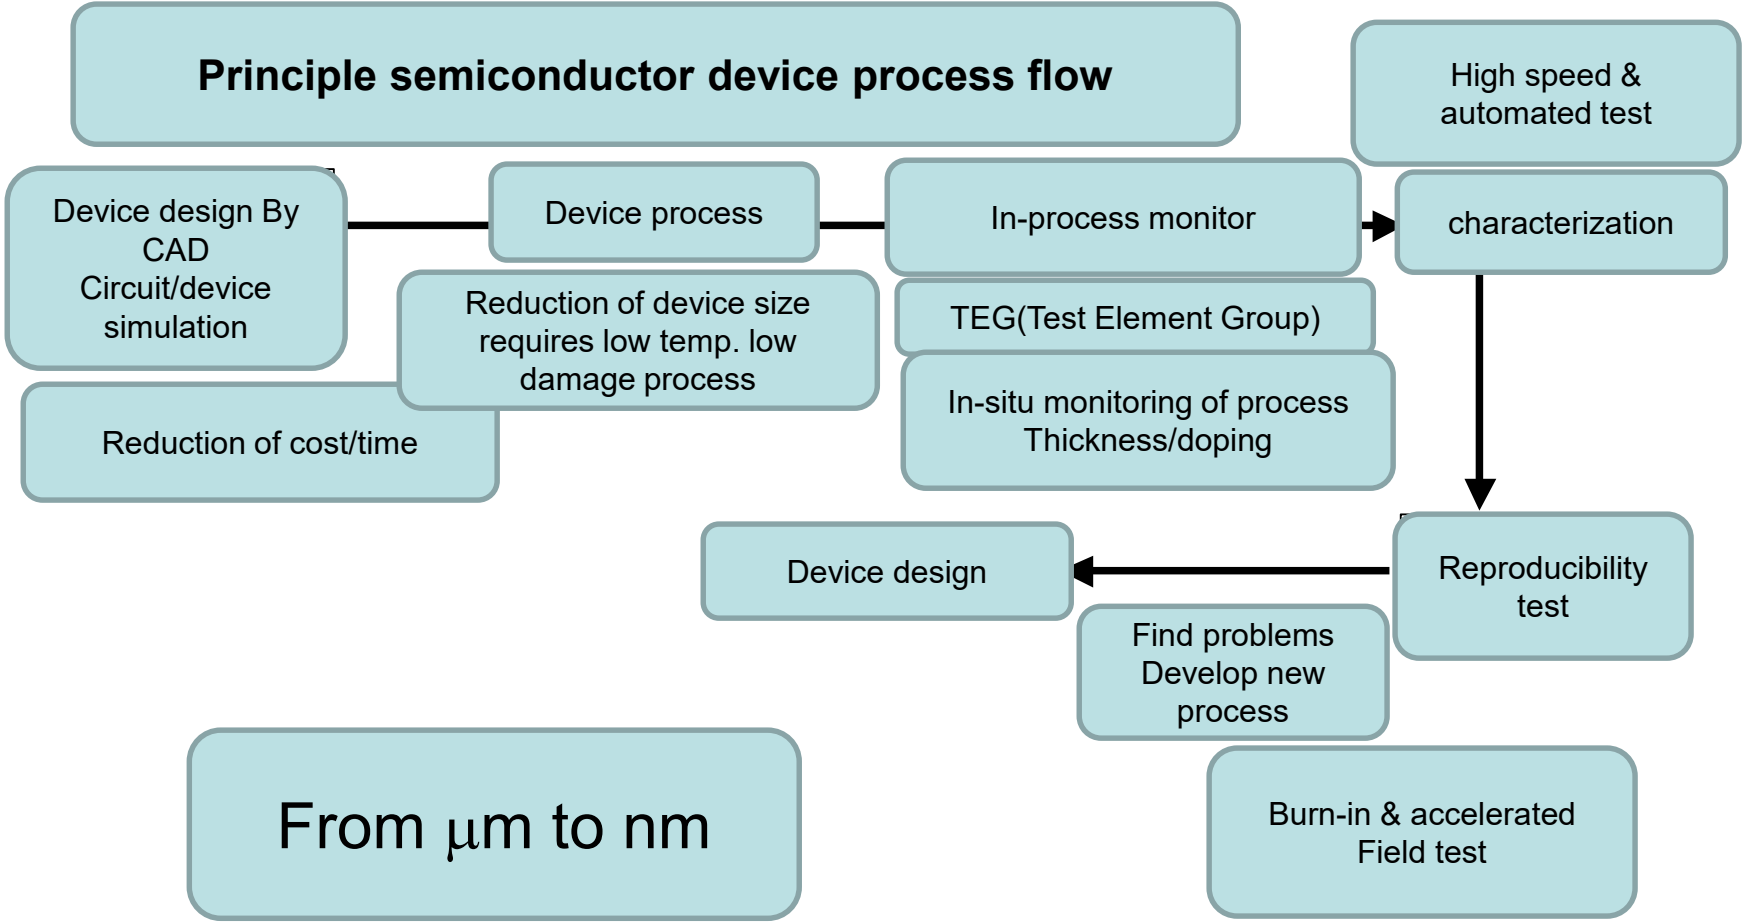 Principle semiconductor device process flow
High speed &
automated test
Device design By
CAD
Circuit/device
simulation
Device process
In-process monitor
characterization
Reduction of device size
requires low temp. low
damage process
TEG(Test Element Group)
In-situ monitoring of process
Thickness/doping
Reduction of cost/time
Device design
Reproducibility
test
Find problems
Develop new
process
From μm to nm
Burn-in & accelerated
Field test